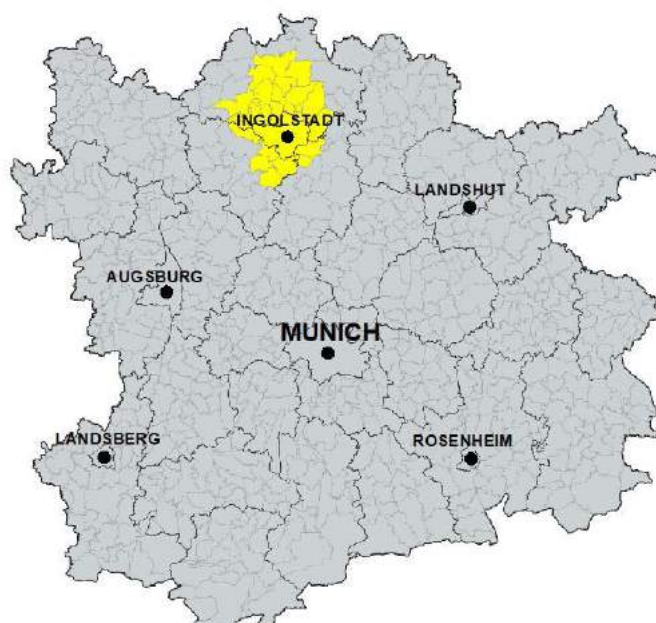 INGOLSTADT
LANDSHUT
AUGSBURG
MUNICH
LANDSBERG
ROSENHEIM